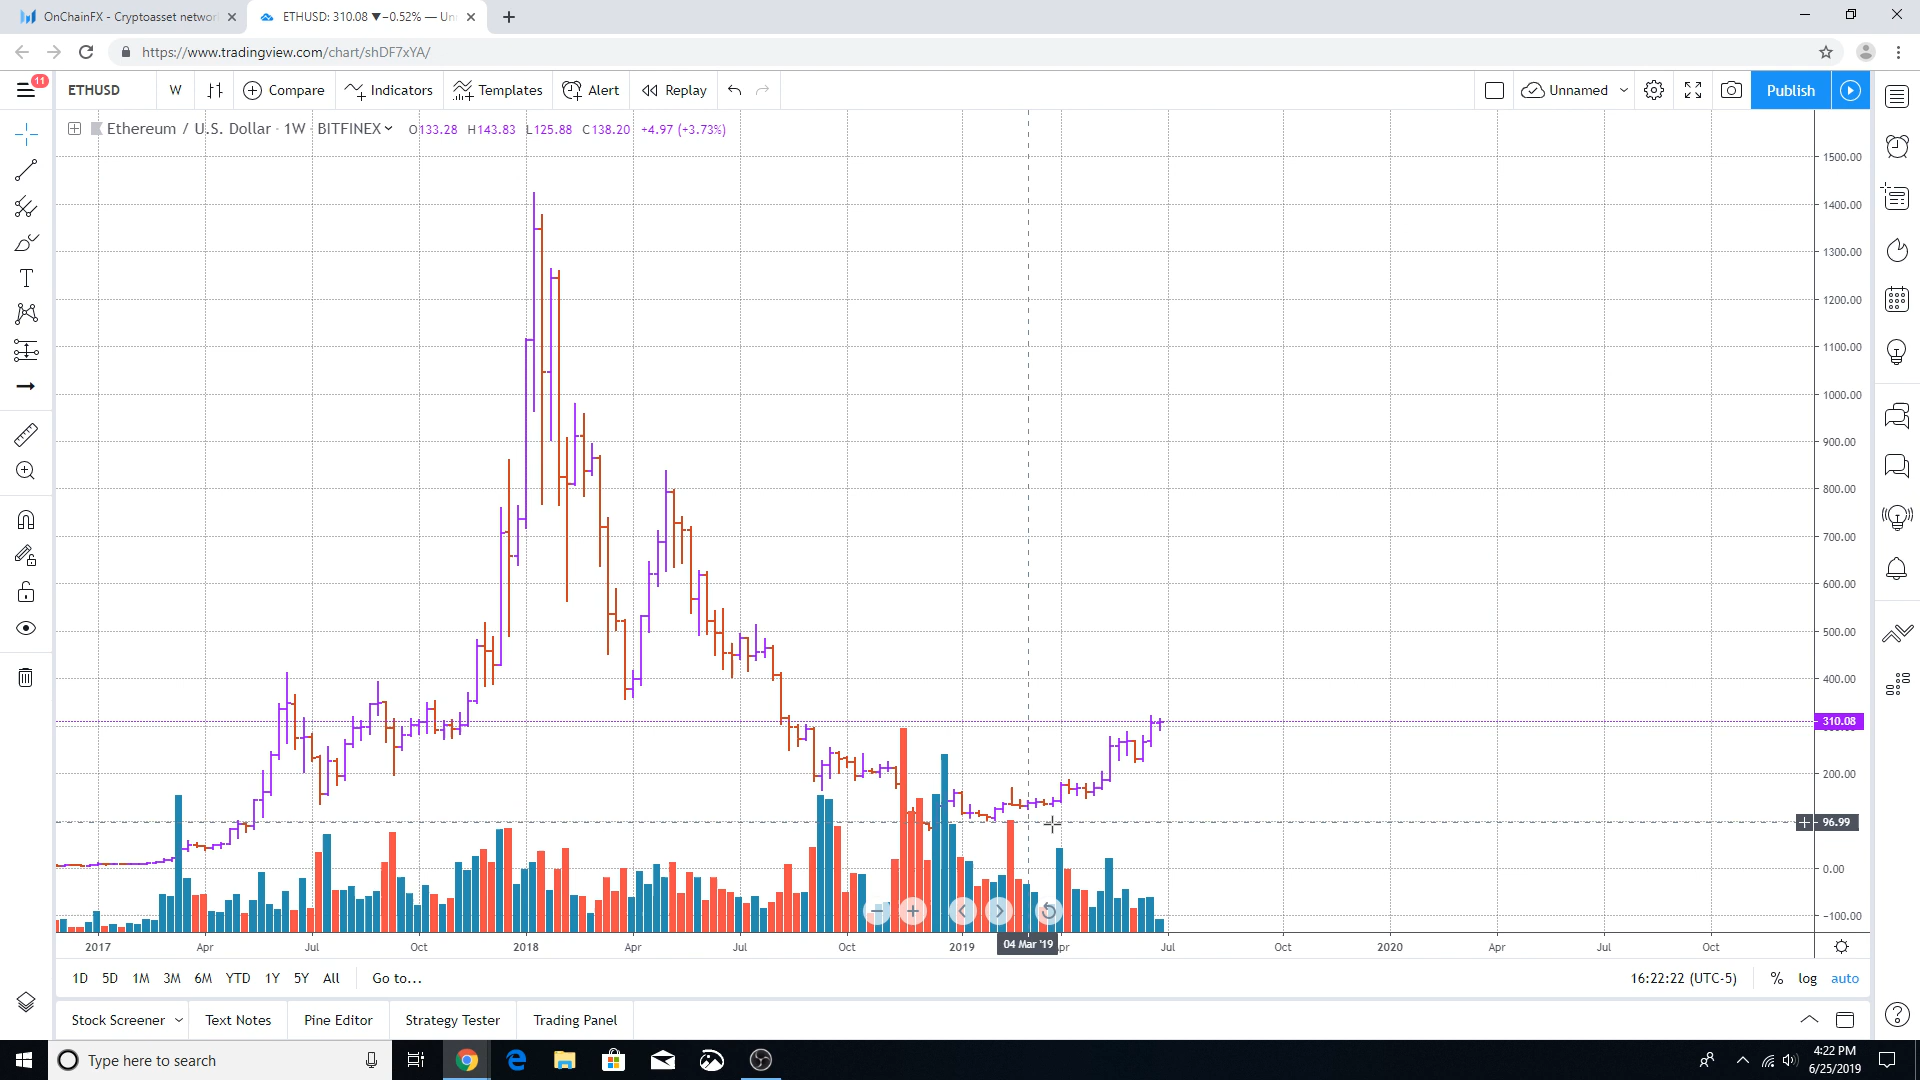 OnChainFX - Cryptoasset networ
ETHUSD: 310.08 ▼−0.52% — Un
https://www.tradingview.com/chart/shDF7xYA/
11
ETHUSD W Compare Indicators Templates Alert Replay Unnamed Publish
Ethereum / U.S. Dollar · 1W · BITFINEX O133.28 H143.83 L125.88 C138.20 +4.97 (+3.73%)
1500.00
1400.00
1300.00
1200.00
1100.00
1000.00
900.00
800.00
700.00
600.00
500.00
400.00
310.08
200.00
96.99
0.00
−100.00
2017 Apr Jul Oct 2018 Apr Jul Oct 2019 04 Mar '19 Jul Oct 2020 Apr Jul Oct
1D 5D 1M 3M 6M YTD 1Y 5Y All Go to... 16:22:22 (UTC-5) % log auto
Stock Screener Text Notes Pine Editor Strategy Tester Trading Panel
Type here to search
4:22 PM
6/25/2019